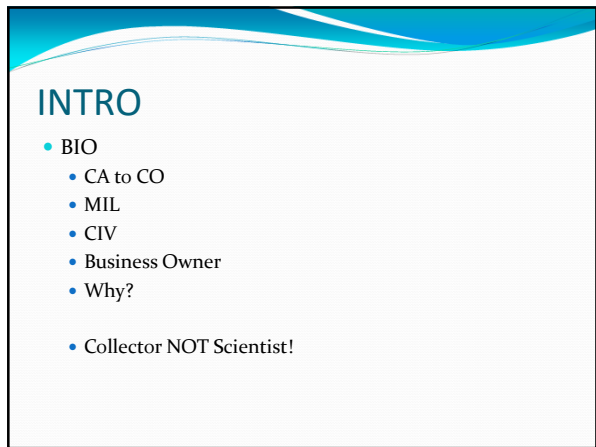 INTRO
BIO
CA to CO
MIL
CIV
Business Owner
Why?
Collector NOT Scientist!